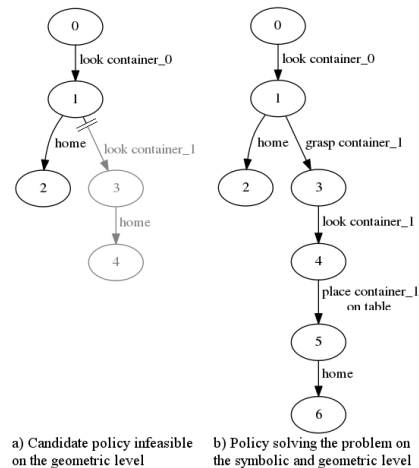 0
look container_0
1
home
look container_1
2
3
home
4
a) Candidate policy infeasible
on the geometric level
0
look container_0
1
home
grasp container_1
2
3
look container_1
4
place container_1
on table
5
home
6
b) Policy solving the problem on
the symbolic and geometric level